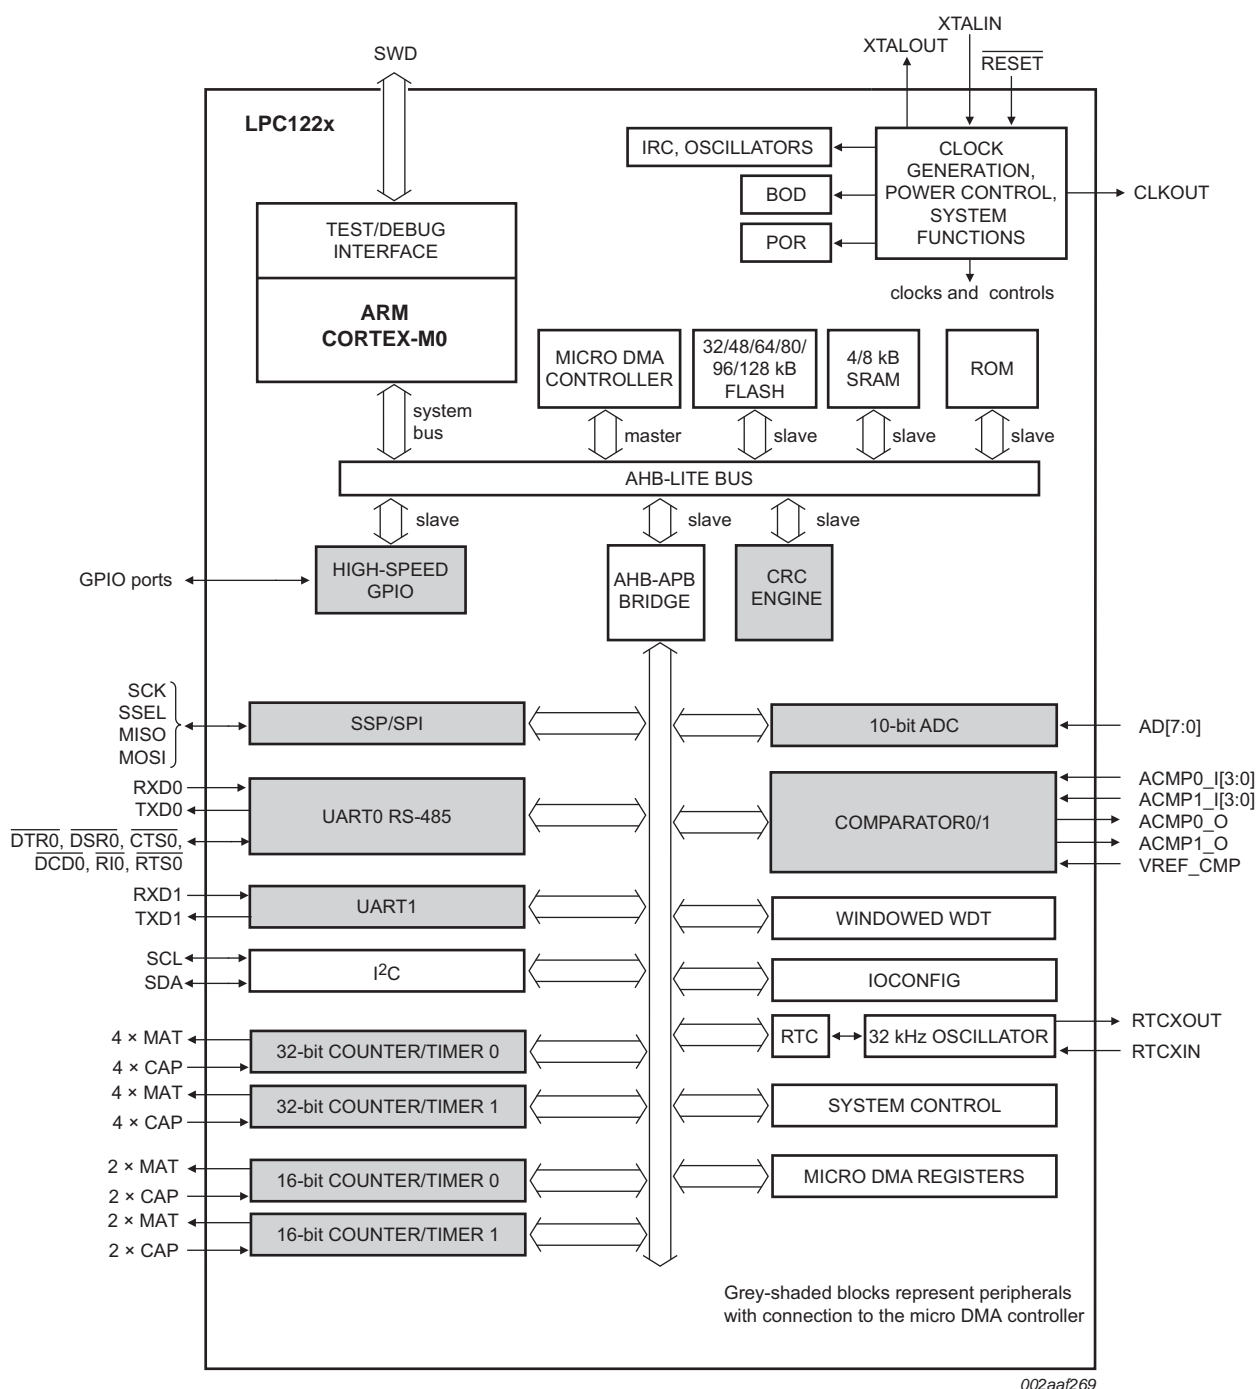 XTALIN
XTALOUT
RESET
SWD
LPC122x
IRC, OSCILLATORS
BOD
POR
CLOCK
GENERATION,
POWER CONTROL,
SYSTEM
FUNCTIONS
CLKOUT
clocks and controls
TEST/DEBUG
INTERFACE
ARM
CORTEX-M0
MICRO DMA
CONTROLLER
32/48/64/80/
96/128 kB
FLASH
4/8 kB
SRAM
ROM
system
bus
master
slave
slave
slave
AHB-LITE BUS
slave
slave
slave
GPIO ports
HIGH-SPEED
GPIO
AHB-APB
BRIDGE
CRC
ENGINE
SCK
SSEL
MISO
MOSI
SSP/SPI
10-bit ADC
AD[7:0]
RXD0
TXD0
DTR0, DSR0, CTS0,
DCD0, RI0, RTS0
UART0 RS-485
COMPARATOR0/1
ACMP0_I[3:0]
ACMP1_I[3:0]
ACMP0_O
ACMP1_O
VREF_CMP
RXD1
TXD1
UART1
WINDOWED WDT
SCL
SDA
I2C
IOCONFIG
4 × MAT
4 × CAP
32-bit COUNTER/TIMER 0
RTC
32 kHz OSCILLATOR
RTCXOUT
RTCXIN
4 × MAT
4 × CAP
32-bit COUNTER/TIMER 1
SYSTEM CONTROL
2 × MAT
2 × CAP
16-bit COUNTER/TIMER 0
MICRO DMA REGISTERS
2 × MAT
2 × CAP
16-bit COUNTER/TIMER 1
Grey-shaded blocks represent peripherals
with connection to the micro DMA controller
002aaf269